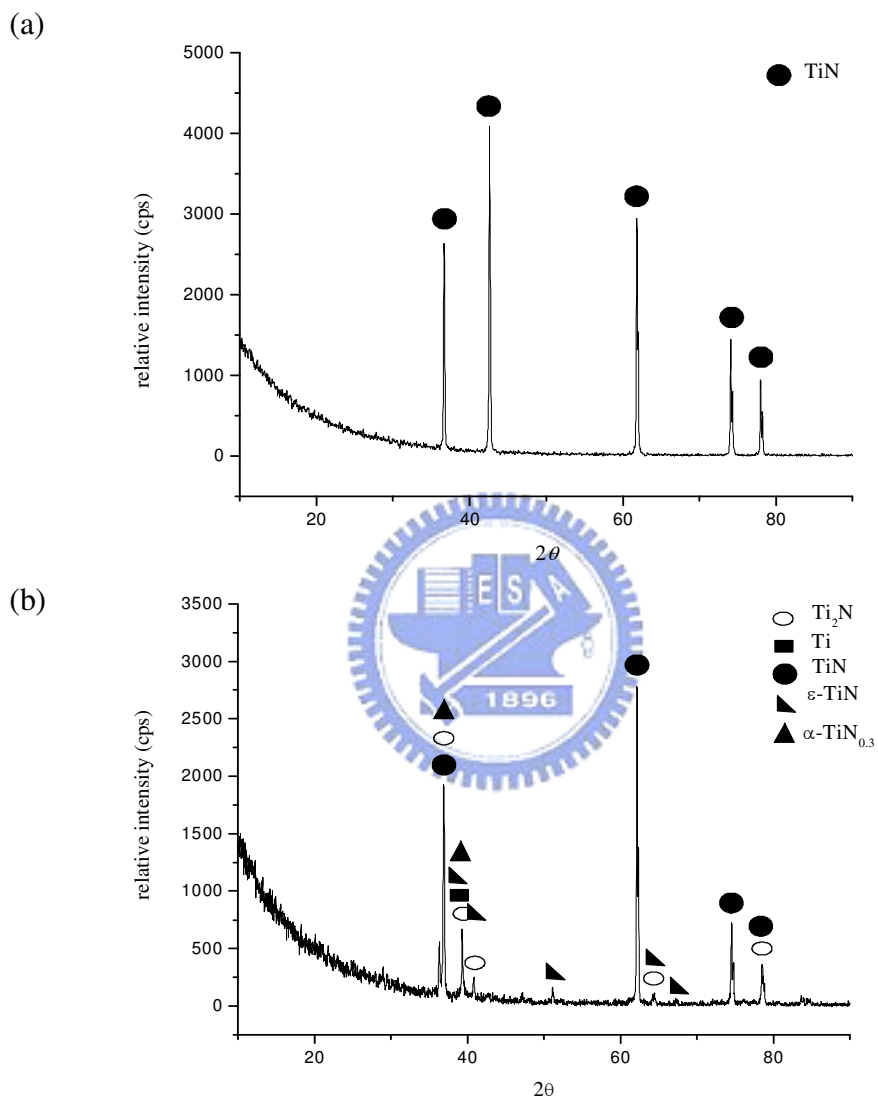 (a)
5000
4000
3000
2000
1000
0
relative intensity (cps)
20
40
60
80
2θ
TiN
(b)
3500
3000
2500
2000
1500
1000
500
0
relative intensity (cps)
20
40
60
80
2θ
Ti₂N
Ti
TiN
ε-TiN
α-TiN₀.₃
E S A
1896